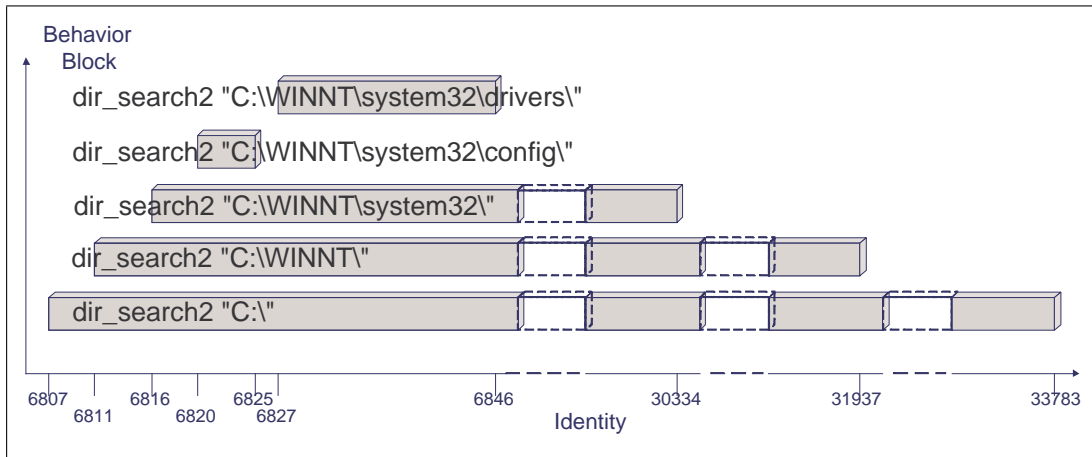 Behavior
Block
dir_search2 "C:\WINNT\system32\drivers\"
dir_search2 "C:\WINNT\system32\config\"
dir_search2 "C:\WINNT\system32\"
dir_search2 "C:\WINNT\"
dir_search2 "C:\"
6807 6816 6825 6846 30334 31937 33783
6811 6820 6827
Identity